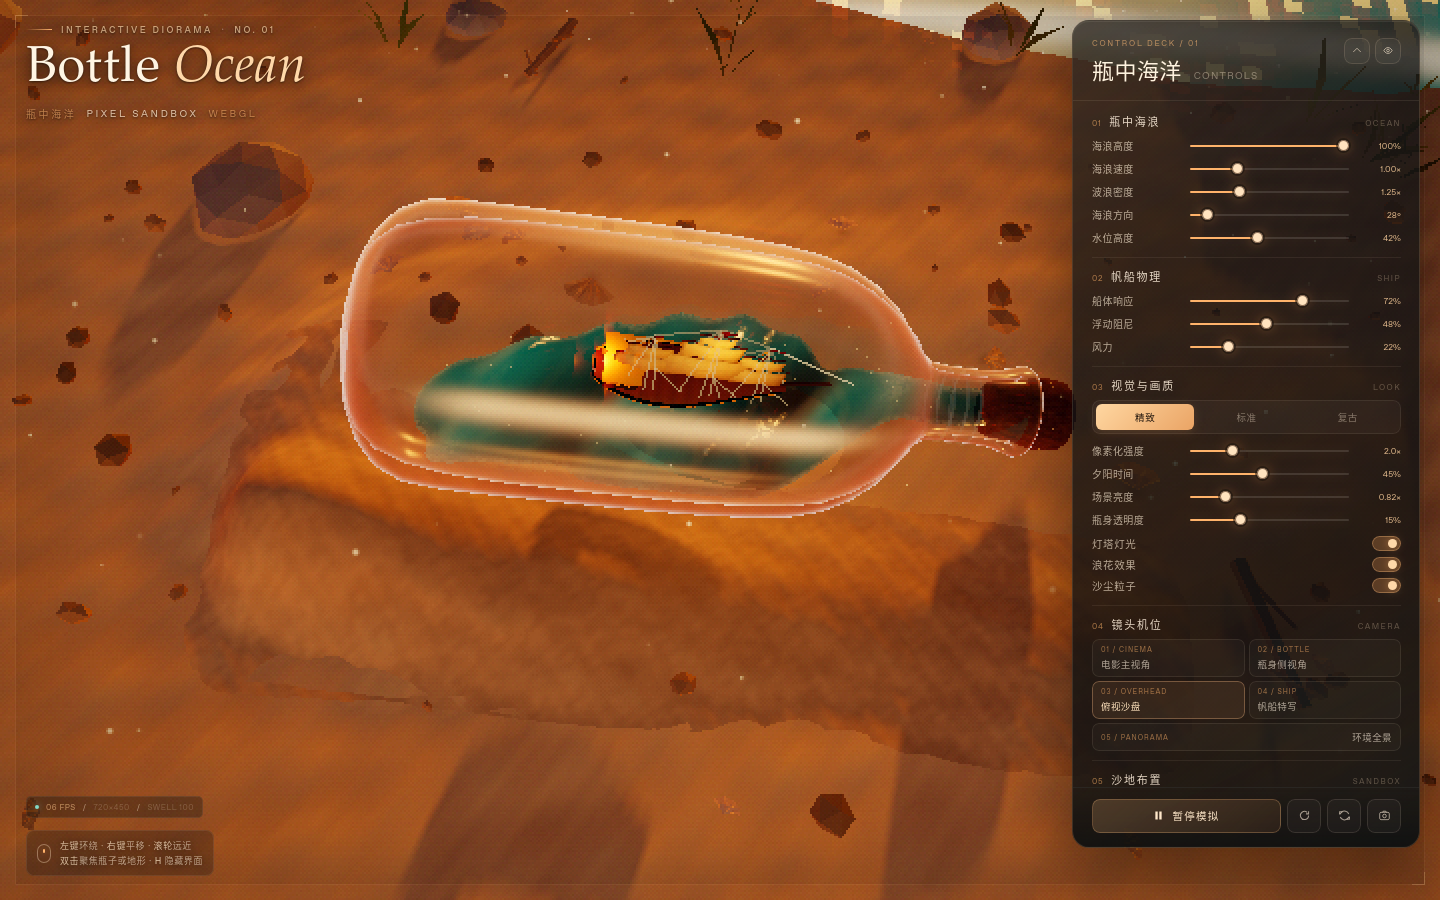 INTERACTIVE DIORAMA · NO. 01
Bottle Ocean
瓶中海洋 PIXEL SANDBOX WEBGL
CONTROL DECK / 01
瓶中海洋 CONTROLS
01 瓶中海浪 OCEAN
海浪高度 100%
海浪速度 1.00×
波浪密度 1.25×
海浪方向 28°
水位高度 42%
02 帆船物理 SHIP
船体响应 72%
浮动阻尼 48%
风力 22%
03 视觉与画质 LOOK
精致 标准 复古
像素化强度 2.0×
夕阳时间 45%
场景亮度 0.82×
瓶身透明度 15%
灯塔灯光
浪花效果
沙尘粒子
04 镜头机位 CAMERA
01 / CINEMA
电影主视角
02 / BOTTLE
瓶身侧视角
03 / OVERHEAD
俯视沙盘
04 / SHIP
帆船特写
05 / PANORAMA 环境全景
05 沙地布置 SANDBOX
暂停模拟
06 FPS / 720×450 / SWELL 100
左键环绕 · 右键平移 · 滚轮远近
双击聚焦瓶子或地形 · H 隐藏界面